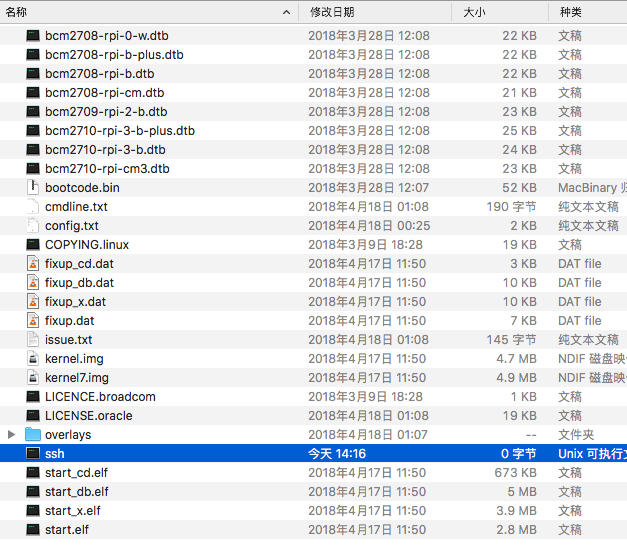 名称 修改日期 大小 种类
bcm2708-rpi-0-w.dtb 2018年3月28日 12:08 22 KB 文稿
bcm2708-rpi-b-plus.dtb 2018年3月28日 12:08 22 KB 文稿
bcm2708-rpi-b.dtb 2018年3月28日 12:08 22 KB 文稿
bcm2708-rpi-cm.dtb 2018年3月28日 12:08 21 KB 文稿
bcm2709-rpi-2-b.dtb 2018年3月28日 12:08 23 KB 文稿
bcm2710-rpi-3-b-plus.dtb 2018年3月28日 12:08 25 KB 文稿
bcm2710-rpi-3-b.dtb 2018年3月28日 12:08 24 KB 文稿
bcm2710-rpi-cm3.dtb 2018年3月28日 12:08 23 KB 文稿
bootcode.bin 2018年3月28日 12:07 52 KB MacBinary 归
cmdline.txt 2018年4月18日 01:08 190 字节 纯文本文稿
config.txt 2018年4月18日 00:25 2 KB 纯文本文稿
COPYING.linux 2018年3月9日 18:28 19 KB 文稿
fixup_cd.dat 2018年4月17日 11:50 3 KB DAT file
fixup_db.dat 2018年4月17日 11:50 10 KB DAT file
fixup_x.dat 2018年4月17日 11:50 10 KB DAT file
fixup.dat 2018年4月17日 11:50 7 KB DAT file
issue.txt 2018年4月18日 01:08 145 字节 纯文本文稿
kernel.img 2018年4月17日 11:50 4.7 MB NDIF 磁盘映
kernel7.img 2018年4月17日 11:50 4.9 MB NDIF 磁盘映
LICENCE.broadcom 2018年3月9日 18:28 1 KB 文稿
LICENSE.oracle 2018年4月18日 01:08 19 KB 文稿
overlays 2018年4月18日 01:07 -- 文件夹
ssh 今天 14:16 0 字节 Unix 可执行文
start_cd.elf 2018年4月17日 11:50 673 KB 文稿
start_db.elf 2018年4月17日 11:50 5 MB 文稿
start_x.elf 2018年4月17日 11:50 3.9 MB 文稿
start.elf 2018年4月17日 11:50 2.8 MB 文稿